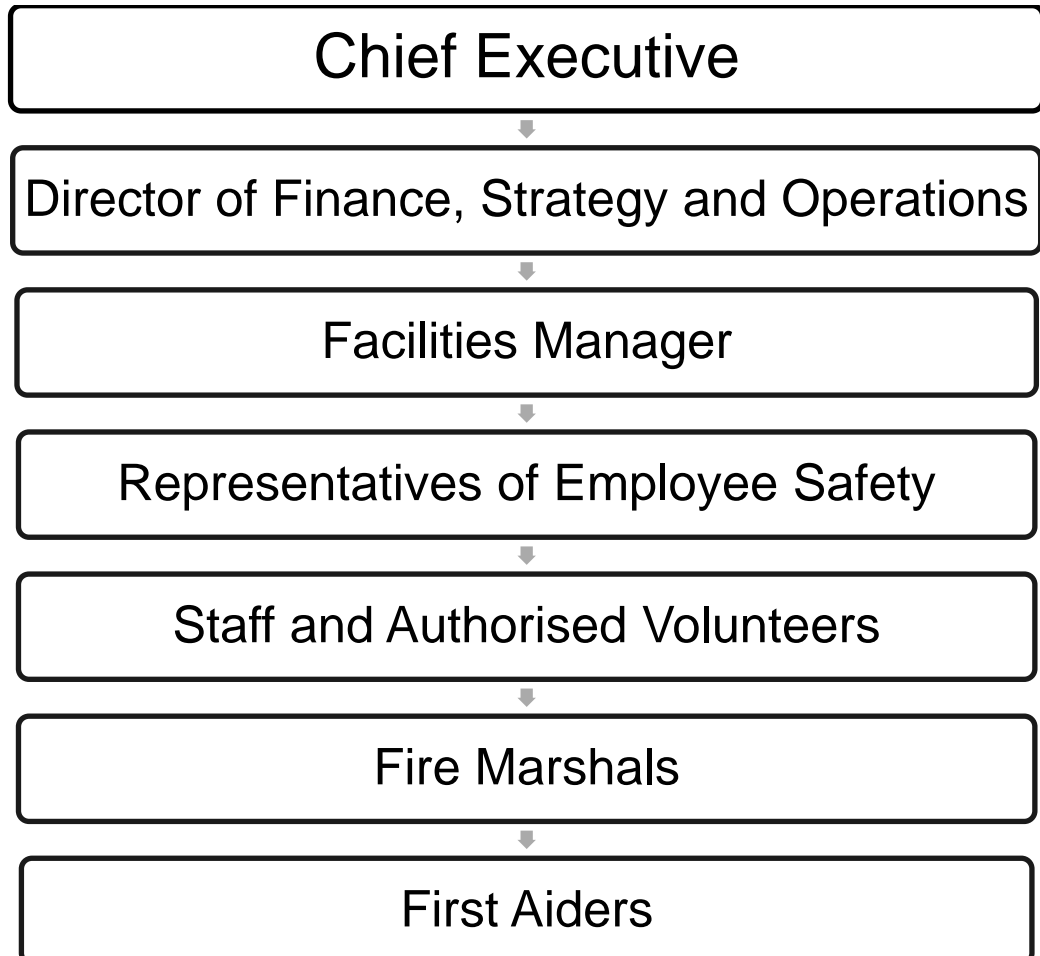 Chief Executive
Director of Finance, Strategy and Operations
Facilities Manager
Representatives of Employee Safety
Staff and Authorised Volunteers
Fire Marshals
First Aiders